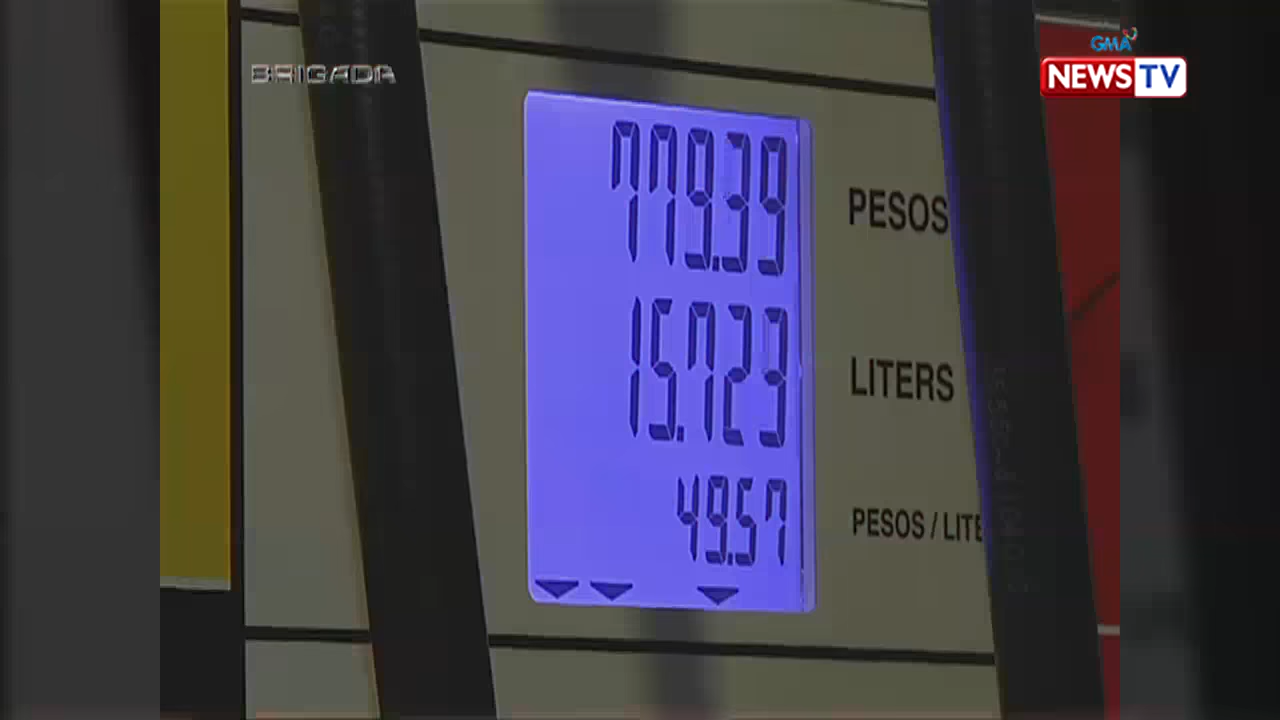 BRIGADA
GMA
NEWS TV
779.39
PESOS
15.723
LITERS
49.57
PESOS / LITE